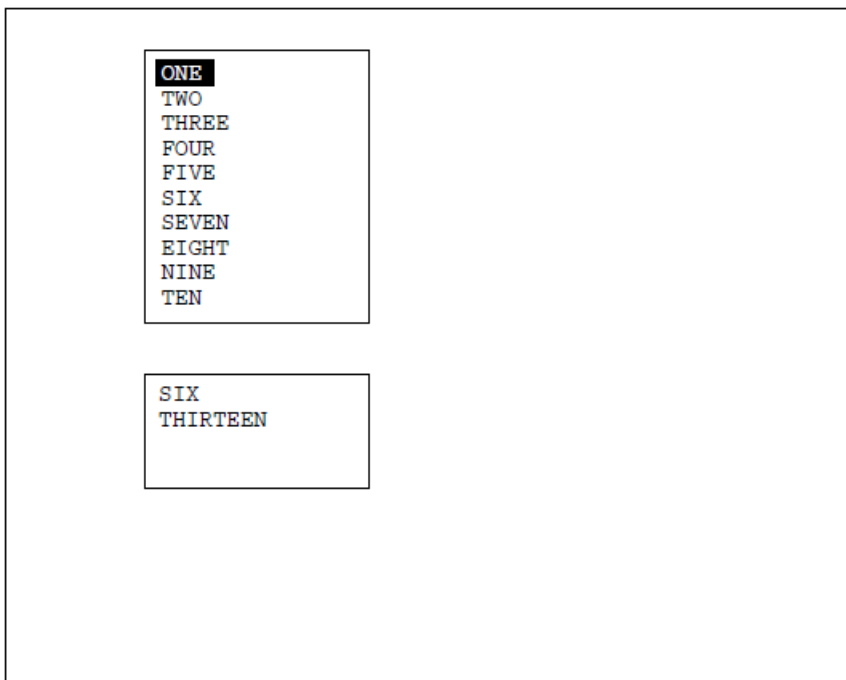 ONE
TWO
THREE
FOUR
FIVE
SIX
SEVEN
EIGHT
NINE
TEN
SIX
THIRTEEN